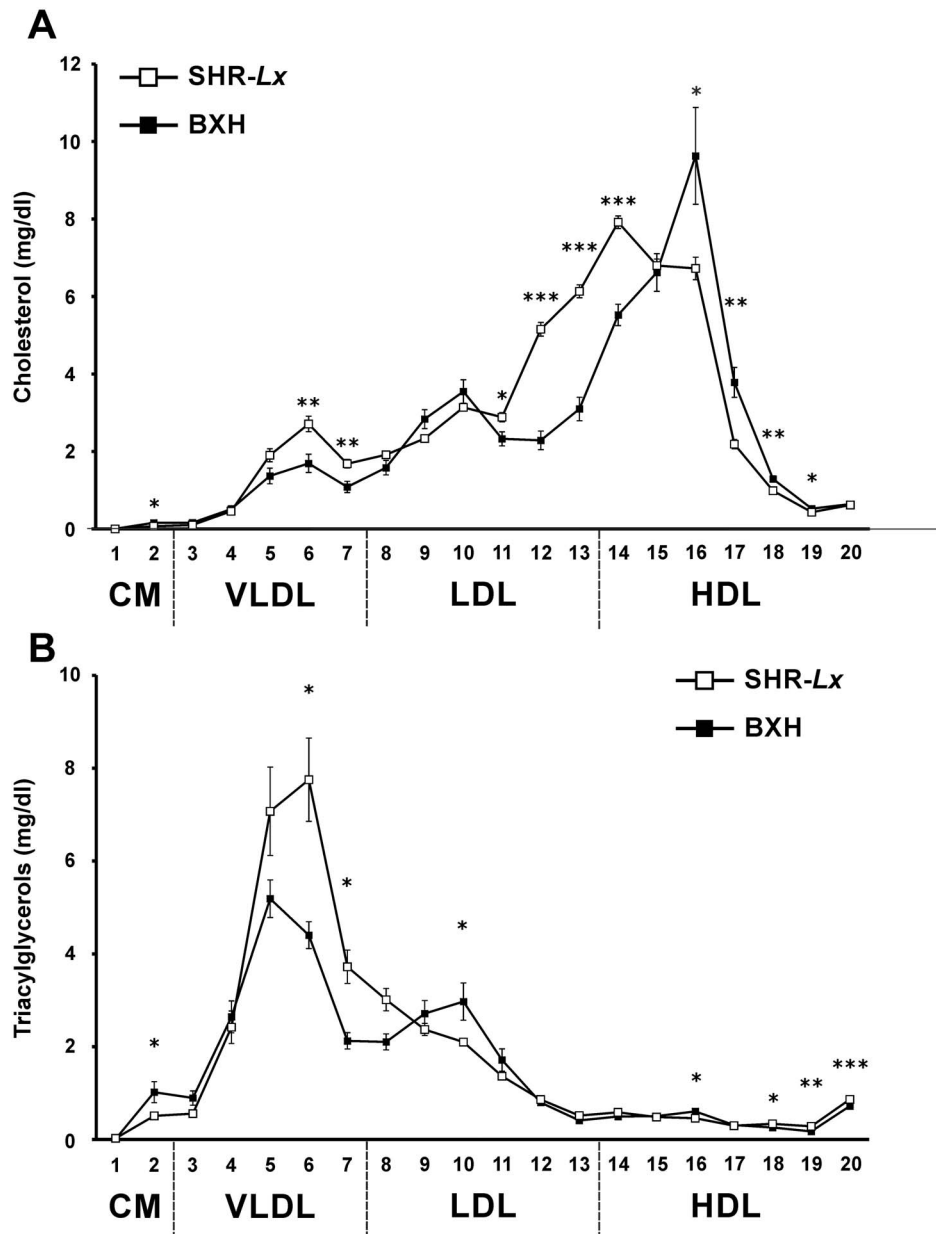 A
12
SHR-Lx
BXH
*
10
***
8
***
***
6
**
Cholesterol (mg/dl)
4
**
*
**
**
2
*
*
0
1 2 3 4 5 6 7 8 9 10 11 12 13 14 15 16 17 18 19 20
CM VLDL LDL HDL
B
10
SHR-Lx
*
BXH
8
6
*
*
Triacylglycerols (mg/dl)
4
2
*
*
*
**
***
0
1 2 3 4 5 6 7 8 9 10 11 12 13 14 15 16 17 18 19 20
CM VLDL LDL HDL